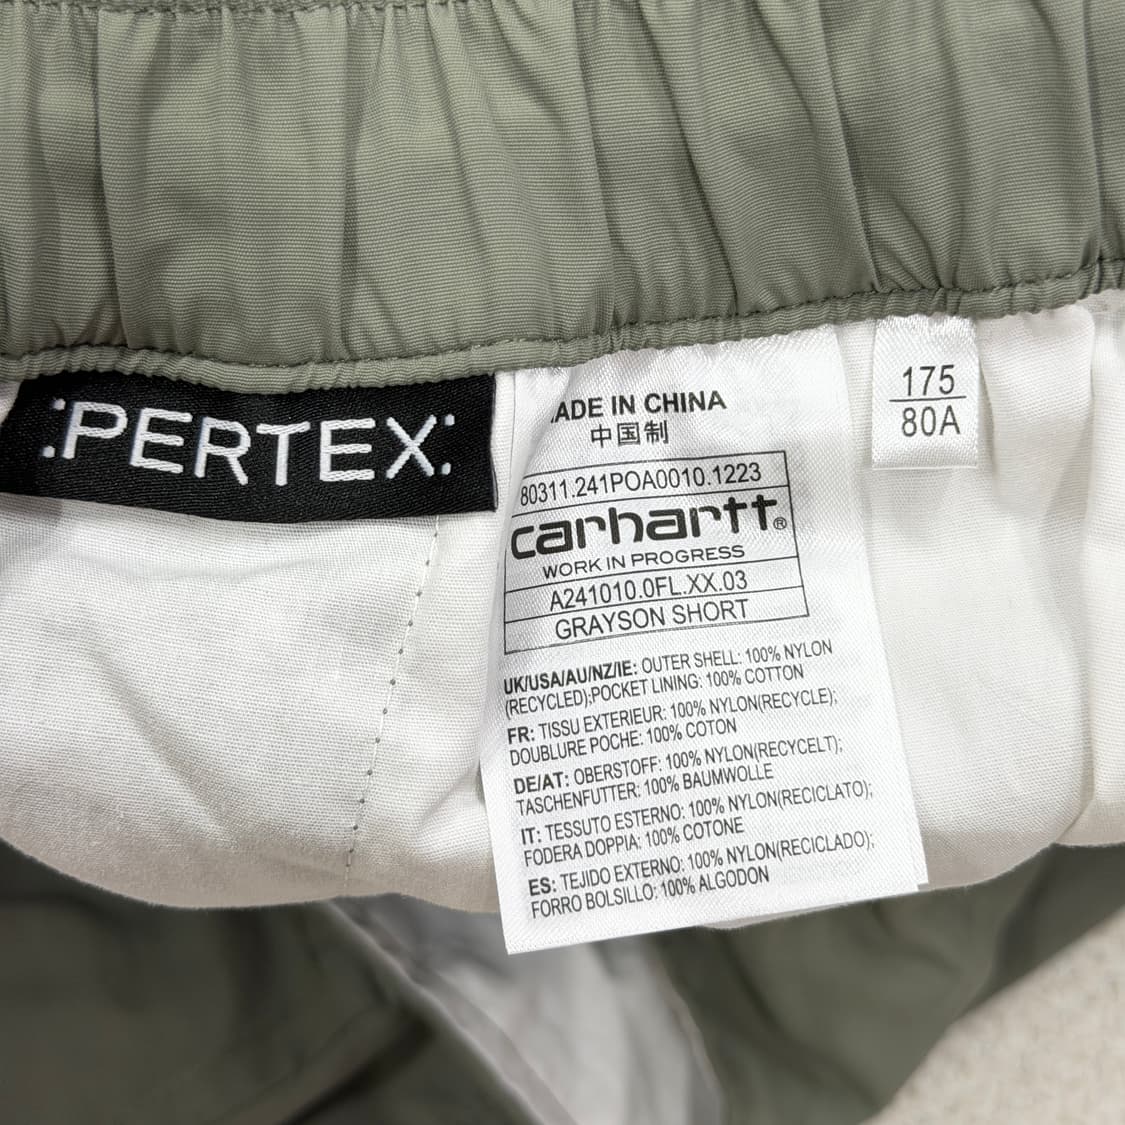 :PERTEX:
ADE IN CHINA
中国制
80311.241POA0010.1223
carhartt®
WORK IN PROGRESS
A241010.0FL.XX.03
GRAYSON SHORT
UK/USA/AU/NZ/IE: OUTER SHELL: 100% NYLON
(RECYCLED);POCKET LINING: 100% COTTON
FR: TISSU EXTERIEUR: 100% NYLON(RECYCLE);
DOUBLURE POCHE: 100% COTON
DE/AT: OBERSTOFF: 100% NYLON(RECYCELT);
TASCHENFUTTER: 100% BAUMWOLLE
IT: TESSUTO ESTERNO: 100% NYLON(RECICLATO);
FODERA DOPPIA: 100% COTONE
ES: TEJIDO EXTERNO: 100% NYLON(RECICLADO);
FORRO BOLSILLO: 100% ALGODON
175
80A